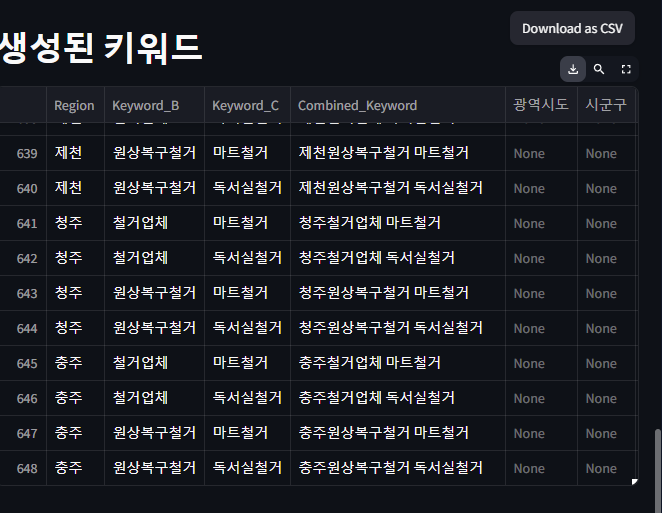 Download as CSV
생성된 키워드
Region Keyword_B Keyword_C Combined_Keyword 광역시도 시군구
639 제천 원상복구철거 마트철거 제천원상복구철거 마트철거 None None
640 제천 원상복구철거 독서실철거 제천원상복구철거 독서실철거 None None
641 청주 철거업체 마트철거 청주철거업체 마트철거 None None
642 청주 철거업체 독서실철거 청주철거업체 독서실철거 None None
643 청주 원상복구철거 마트철거 청주원상복구철거 마트철거 None None
644 청주 원상복구철거 독서실철거 청주원상복구철거 독서실철거 None None
645 충주 철거업체 마트철거 충주철거업체 마트철거 None None
646 충주 철거업체 독서실철거 충주철거업체 독서실철거 None None
647 충주 원상복구철거 마트철거 충주원상복구철거 마트철거 None None
648 충주 원상복구철거 독서실철거 충주원상복구철거 독서실철거 None None